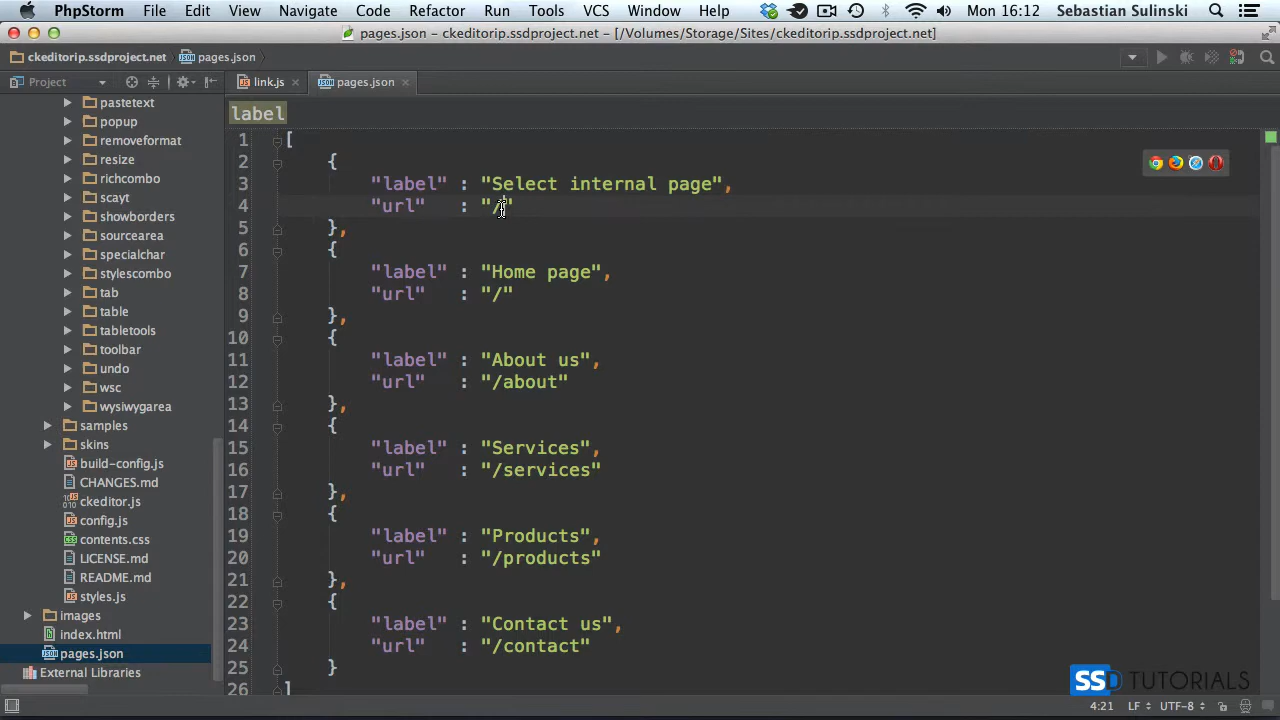 PhpStorm File Edit View Navigate Code Refactor Run Tools VCS Window Help Mon 16:12 Sebastian Sulinski
pages.json — ckeditorip.ssdproject.net - [/Volumes/Storage/Sites/ckeditorip.ssdproject.net]
ckeditorip.ssdproject.net pages.json
Project link.js pages.json
label
pastetext
popup
removeformat
resize
richcombo
scayt
showborders
sourcearea
specialchar
stylescombo
tab
table
tabletools
toolbar
undo
wsc
wysiwygarea
samples
skins
build-config.js
CHANGES.md
ckeditor.js
config.js
contents.css
LICENSE.md
README.md
styles.js
images
index.html
pages.json
External Libraries
1 [
2 {
3 "label" : "Select internal page",
4 "url" : "/"
5 },
6 {
7 "label" : "Home page",
8 "url" : "/"
9 },
10 {
11 "label" : "About us",
12 "url" : "/about"
13 },
14 {
15 "label" : "Services",
16 "url" : "/services"
17 },
18 {
19 "label" : "Products",
20 "url" : "/products"
21 },
22 {
23 "label" : "Contact us",
24 "url" : "/contact"
25 }
26 ]
SSD TUTORIALS
4:21 LF UTF-8